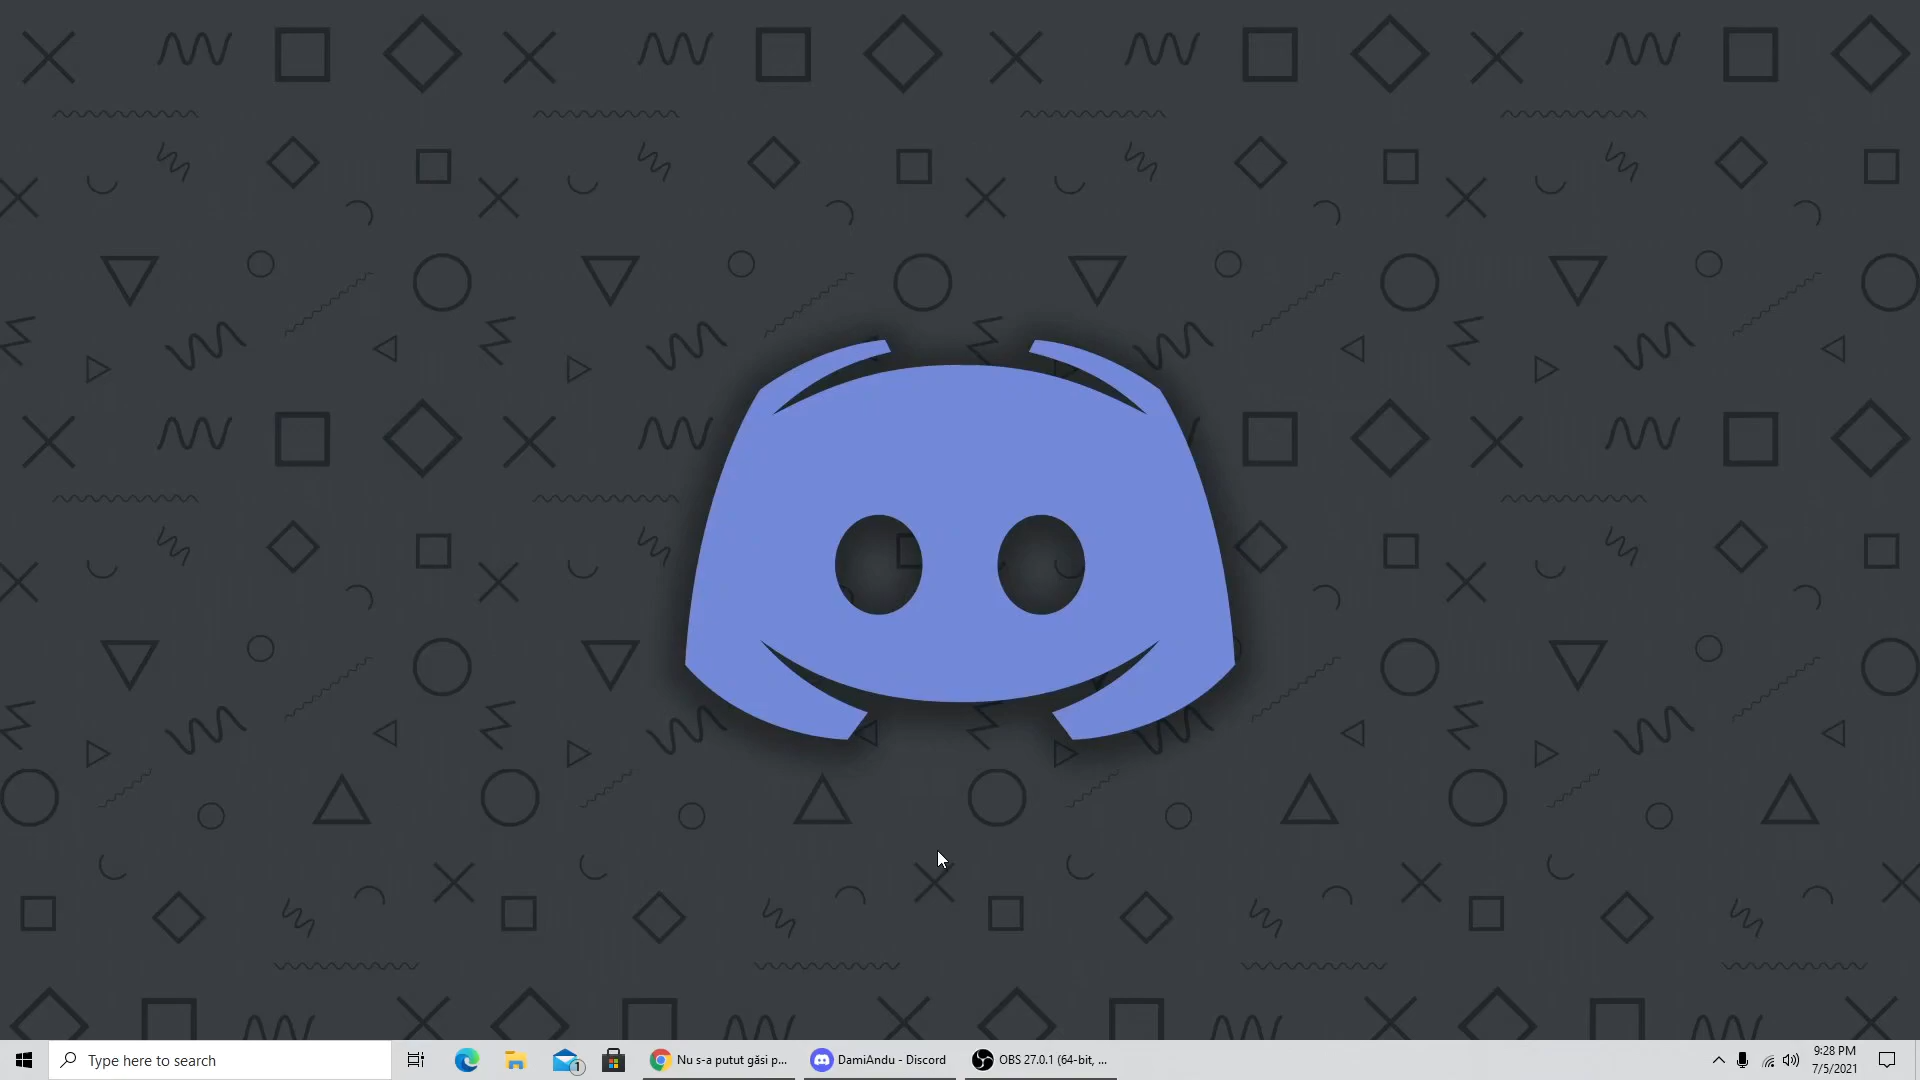 Type here to search
1
Nu s-a putut găsi p...
DamiAndu - Discord
OBS 27.0.1 (64-bit, ...
9:28 PM
7/5/2021